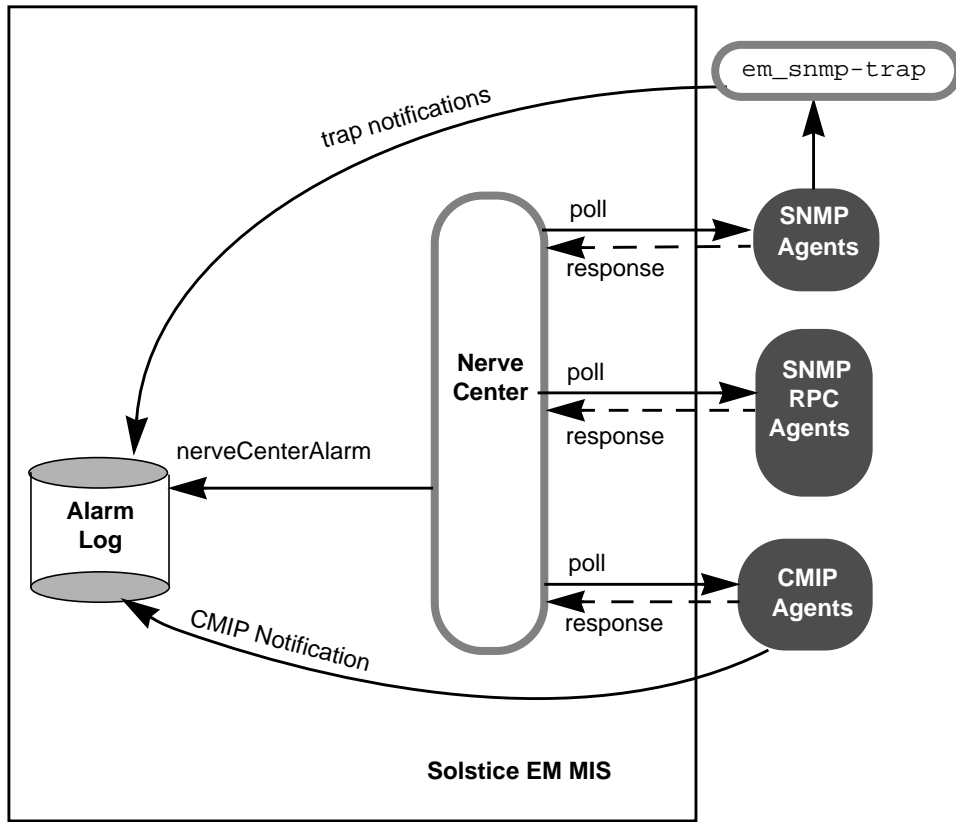 em_snmp-trap
trap notifications
poll
response
SNMP
Agents
Nerve
Center
poll
response
SNMP
RPC
Agents
nerveCenterAlarm
Alarm
Log
poll
response
CMIP
Agents
CMIP Notification
Solstice EM MIS